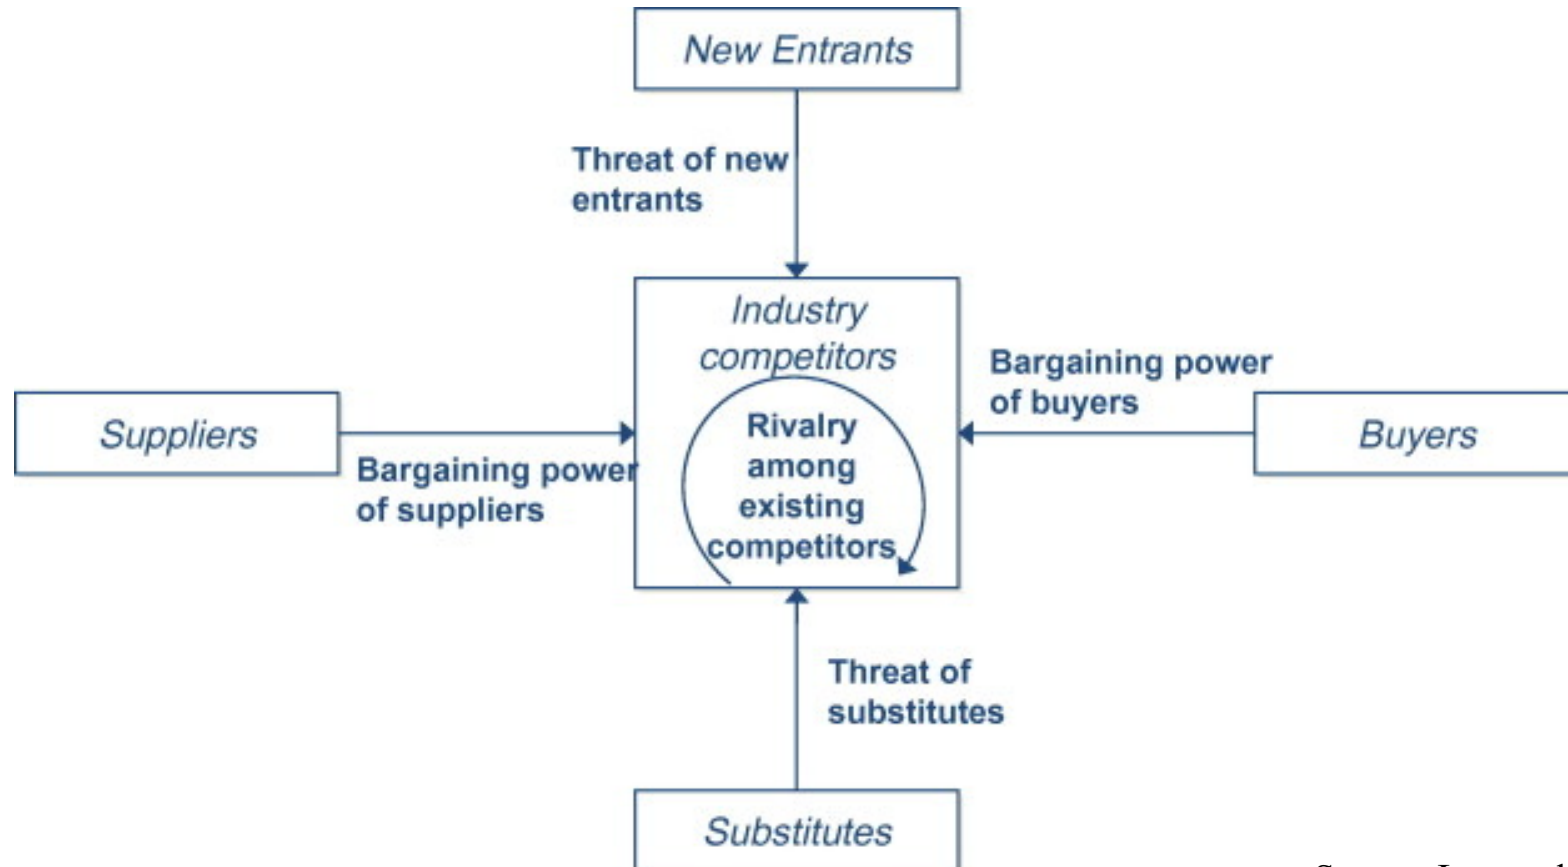 New Entrants
Threat of new
entrants
Industry
competitors
Bargaining power
of buyers
Suppliers
Rivalry
among
existing
competitors
Buyers
Bargaining power
of suppliers
Threat of
substitutes
Substitutes